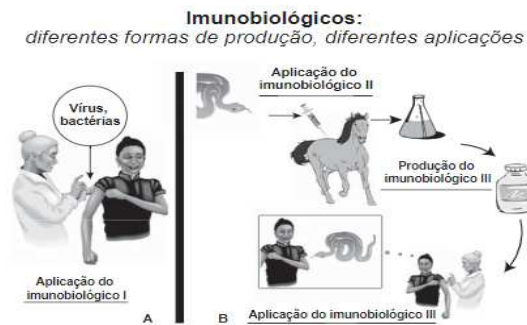 Imunobiológicos:
diferentes formas de produção, diferentes aplicações
Vírus,
bactérias
Aplicação do
imunobiológico I
A
Aplicação do
imunobiológico II
Produção do
imunobiológico III
B
Aplicação do imunobiológico III